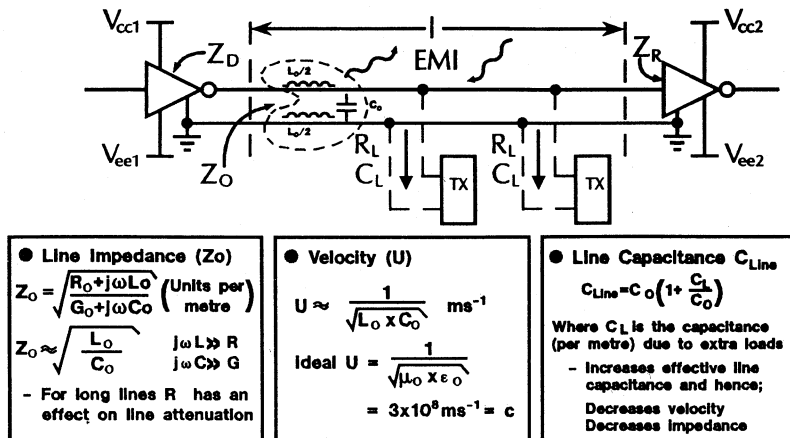 Vcc1
ZD
l
EMI
ZR
Vcc2
Lo/2
Co
Lo/2
Vee1
ZO
RL
CL
TX
RL
CL
TX
Vee2
● Line Impedance (Zo)
ZO = √((RO+jωLo)/(GO+jωCo)) (Units per metre)
ZO ≈ √(LO/CO) jωL≫ R
jωC≫ G
- For long lines R has an
effect on line attenuation
● Velocity (U)
U ≈ 1/√(LO x CO) ms⁻¹
Ideal U = 1/√(μO x εO)
= 3x10⁸ms⁻¹ = c
● Line Capacitance CLine
CLine=CO(1+ CL/CO)
Where CL is the capacitance
(per metre) due to extra loads
- Increases effective line
capacitance and hence;
Decreases velocity
Decreases impedance